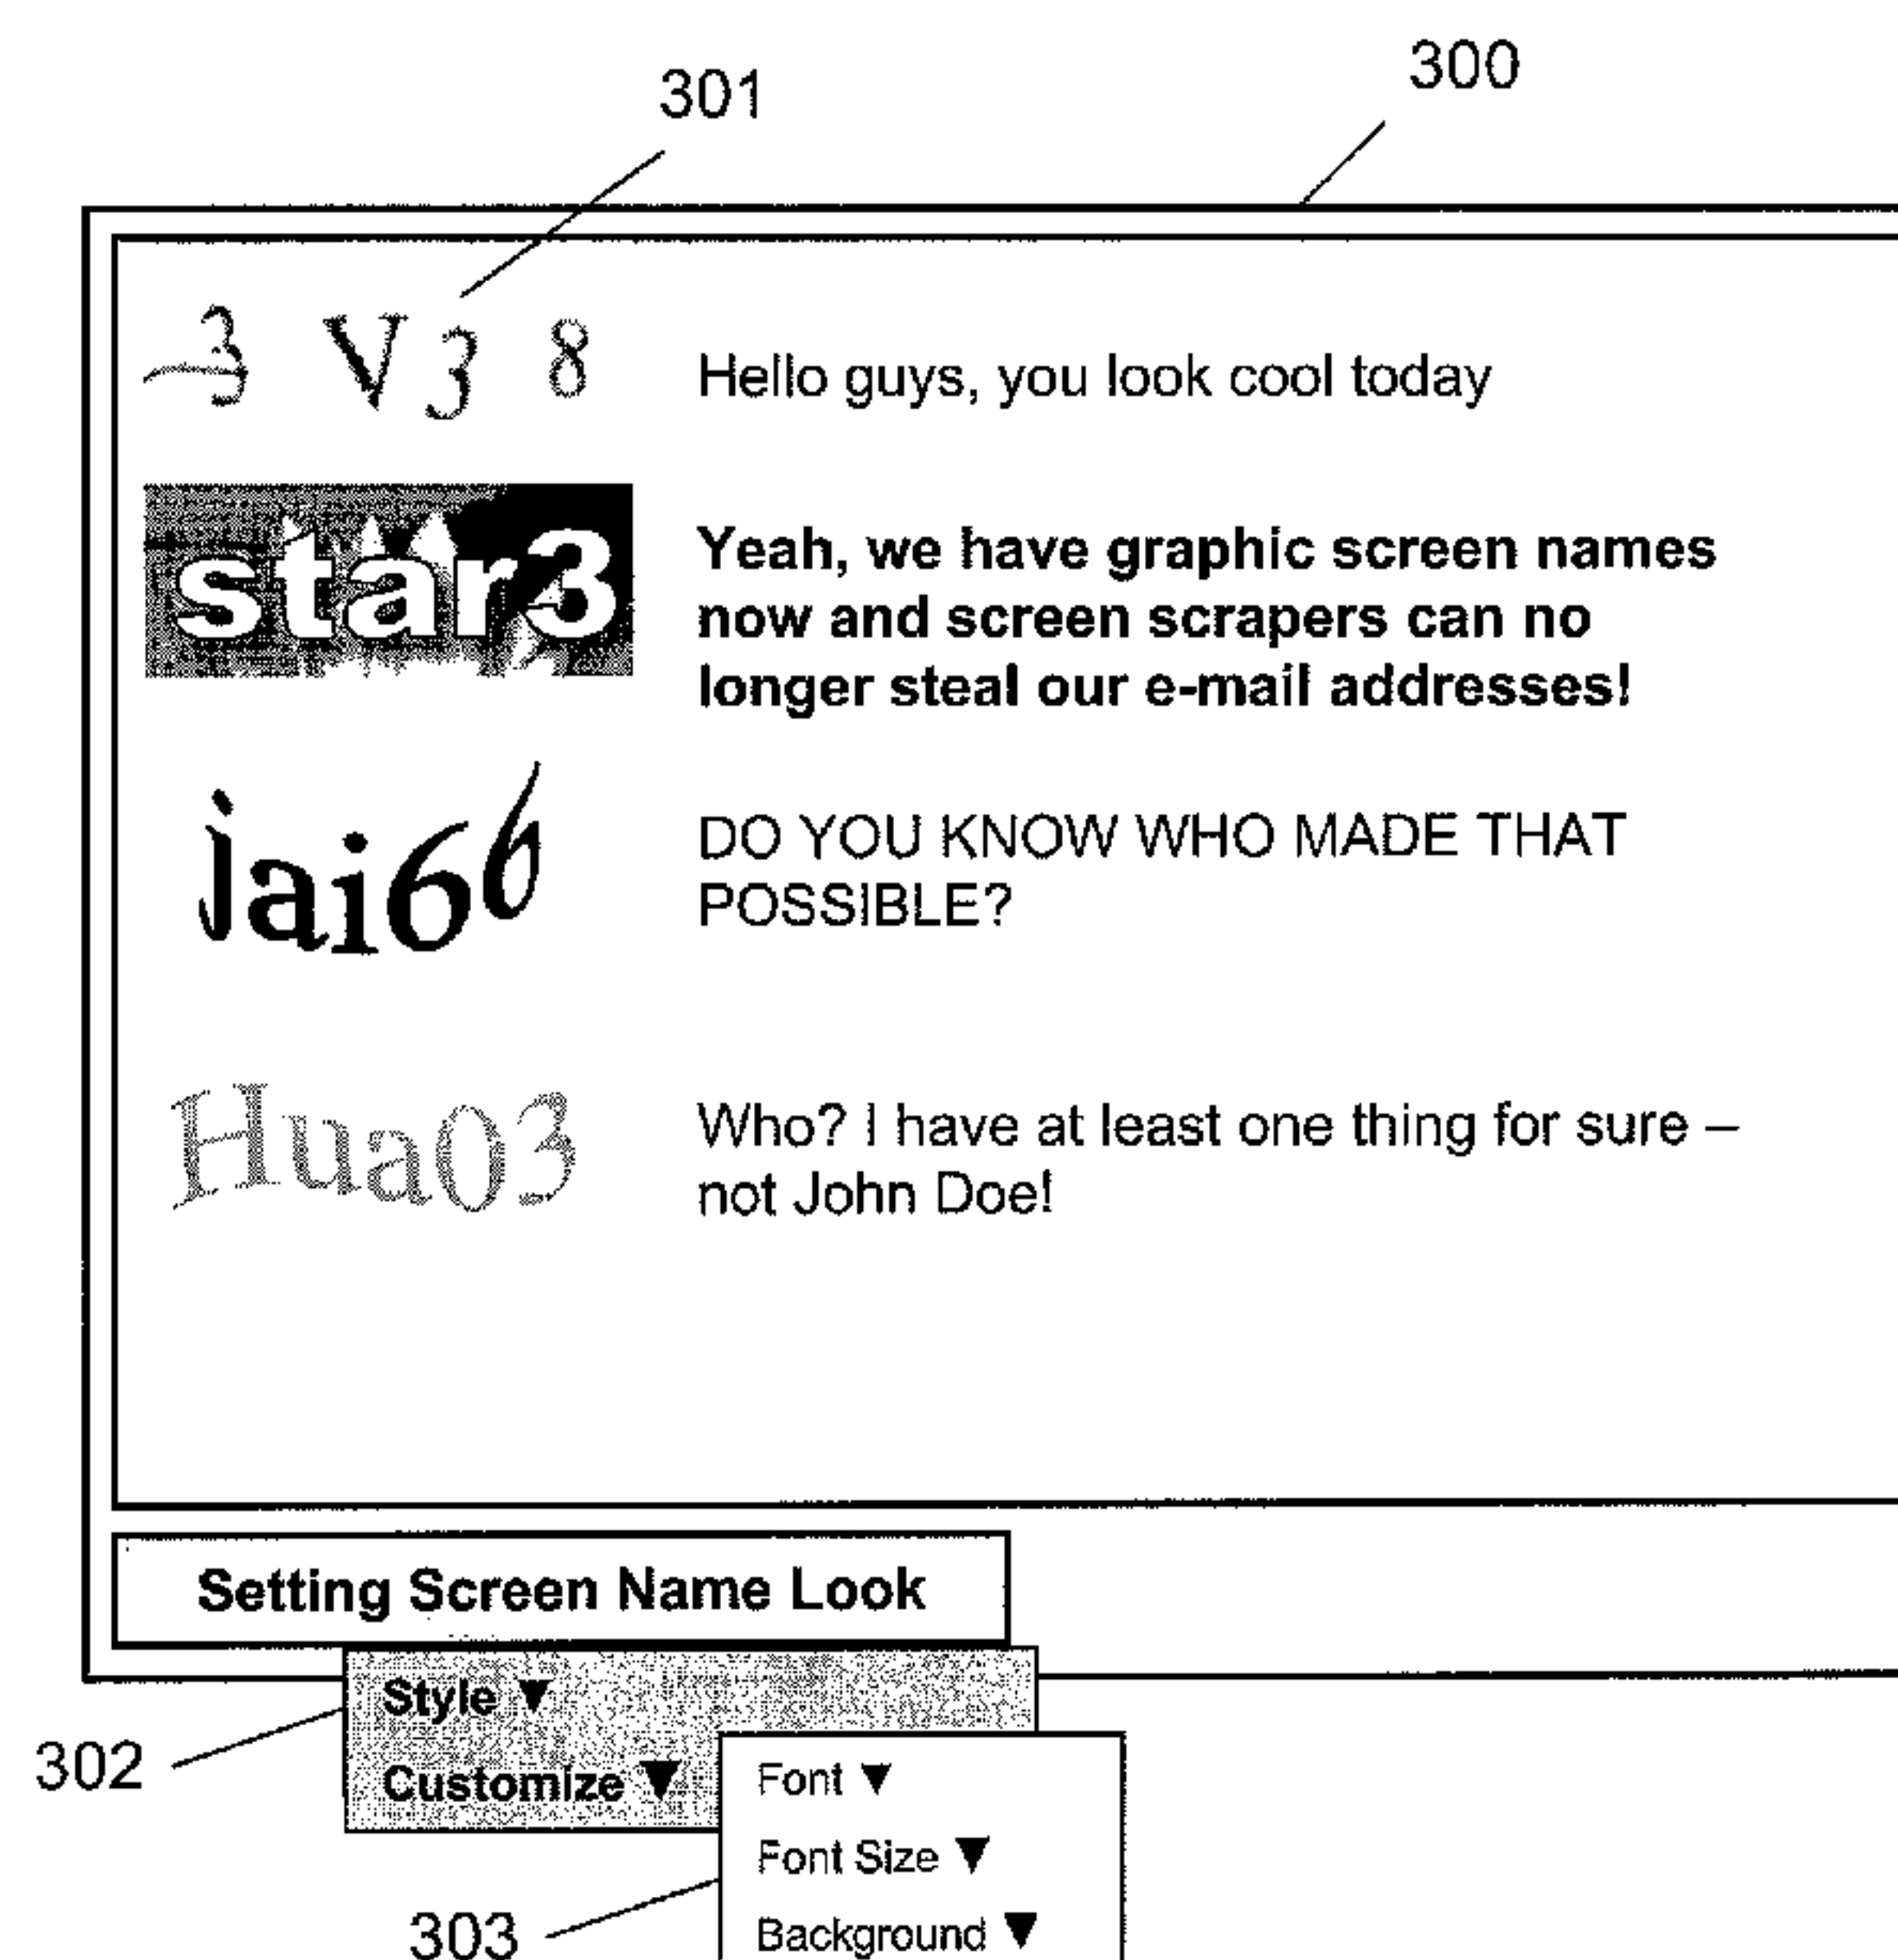 301
300
3 V 3 8
Hello guys, you look cool today
star3
Yeah, we have graphic screen names
now and screen scrapers can no
longer steal our e-mail addresses!
jai66
DO YOU KNOW WHO MADE THAT
POSSIBLE?
Hua03
Who? I have at least one thing for sure –
not John Doe!
Setting Screen Name Look
Style ▼
302
Customize ▼
Font ▼
Font Size ▼
303
Background ▼